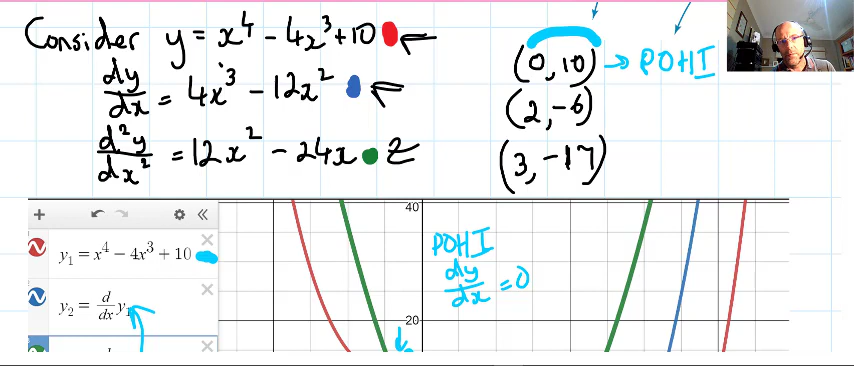 Consider y = x⁴ - 4x³ + 10
dy/dx = 4x³ - 12x²
d²y/dx² = 12x² - 24x
(0, 10) → POHI
(2, -6)
(3, -17)
y₁ = x⁴ − 4x³ + 10
y₂ = d/dx y₁
40
20
POHI
dy/dx = 0